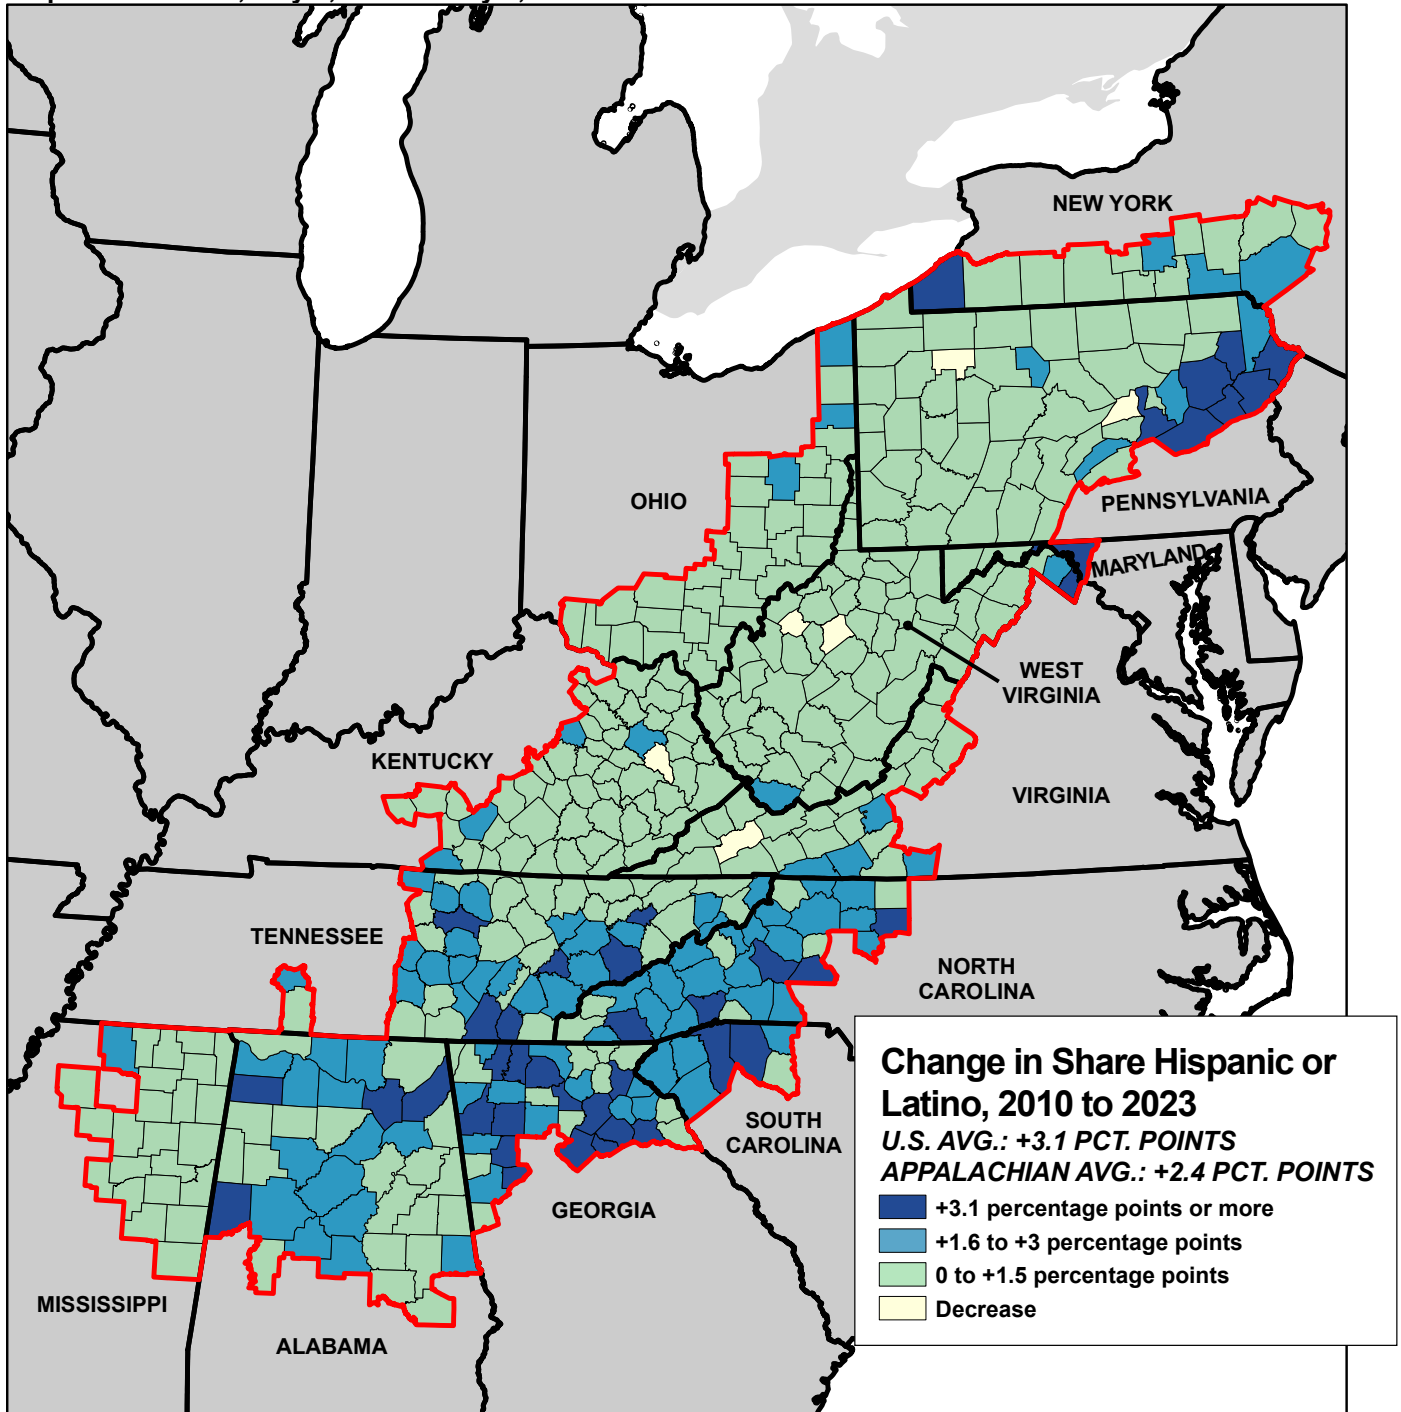 NEW YORK
OHIO
PENNSYLVANIA
MARYLAND
WEST
VIRGINIA
KENTUCKY
VIRGINIA
TENNESSEE
NORTH
CAROLINA
SOUTH
CAROLINA
GEORGIA
MISSISSIPPI
ALABAMA
Change in Share Hispanic or
Latino, 2010 to 2023
U.S. AVG.: +3.1 PCT. POINTS
APPALACHIAN AVG.: +2.4 PCT. POINTS
+3.1 percentage points or more
+1.6 to +3 percentage points
0 to +1.5 percentage points
Decrease